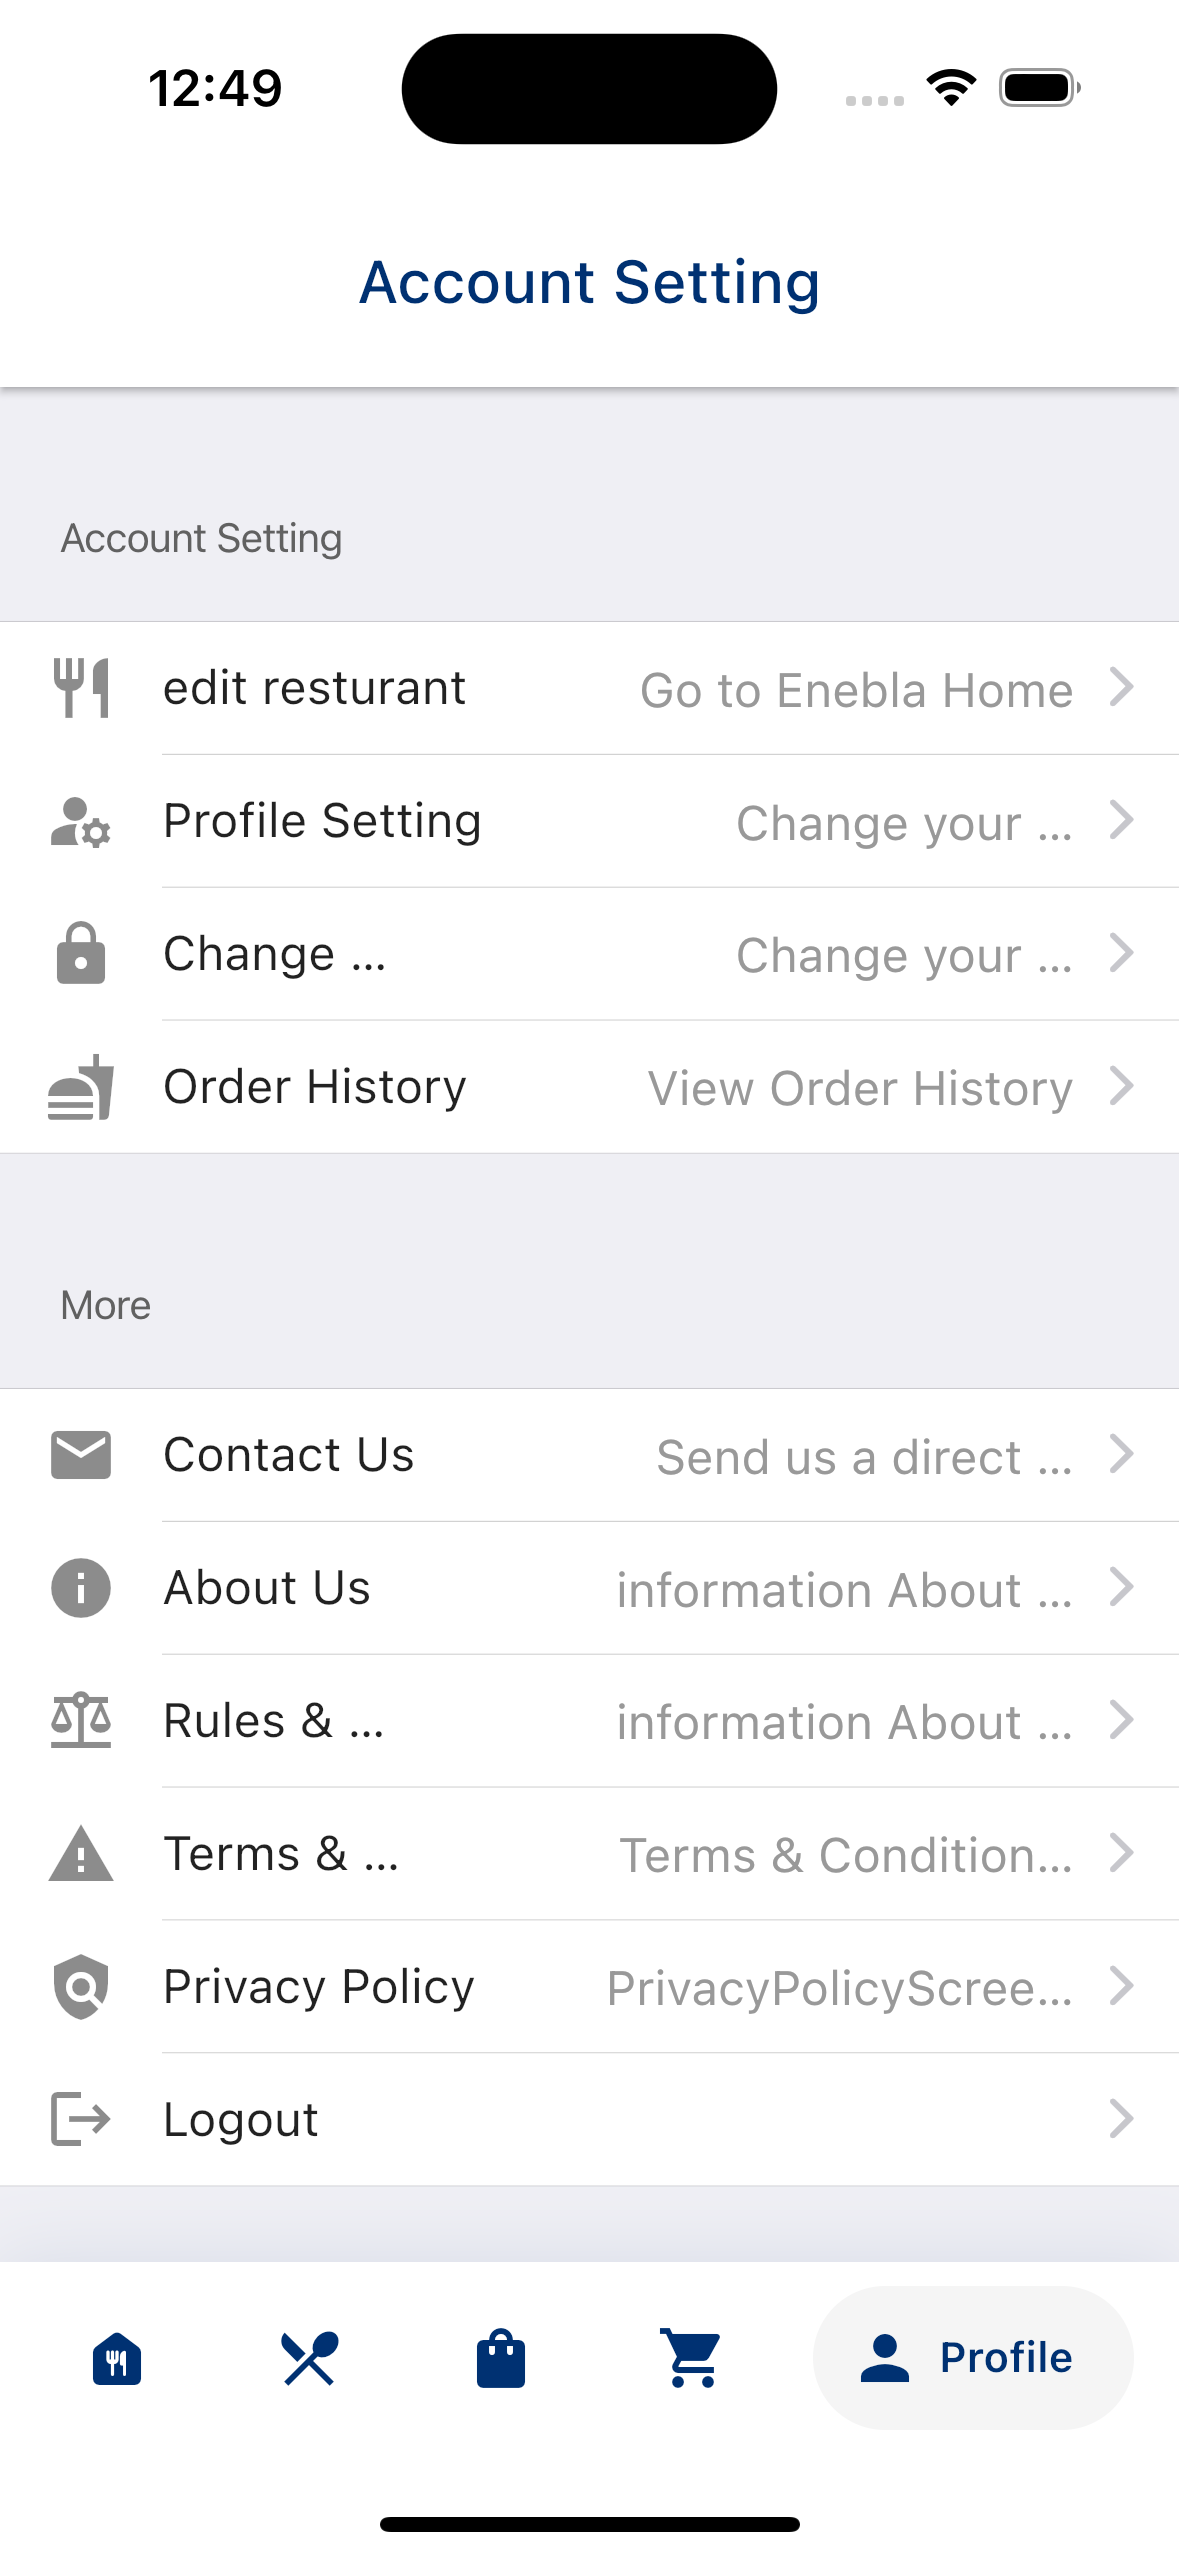 12:49
Account Setting
Account Setting
edit resturant Go to Enebla Home
Profile Setting Change your ...
Change ... Change your ...
Order History View Order History
More
Contact Us Send us a direct ...
About Us information About ...
Rules & ... information About ...
Terms & ... Terms & Condition...
Privacy Policy PrivacyPolicyScree...
Logout
Profile